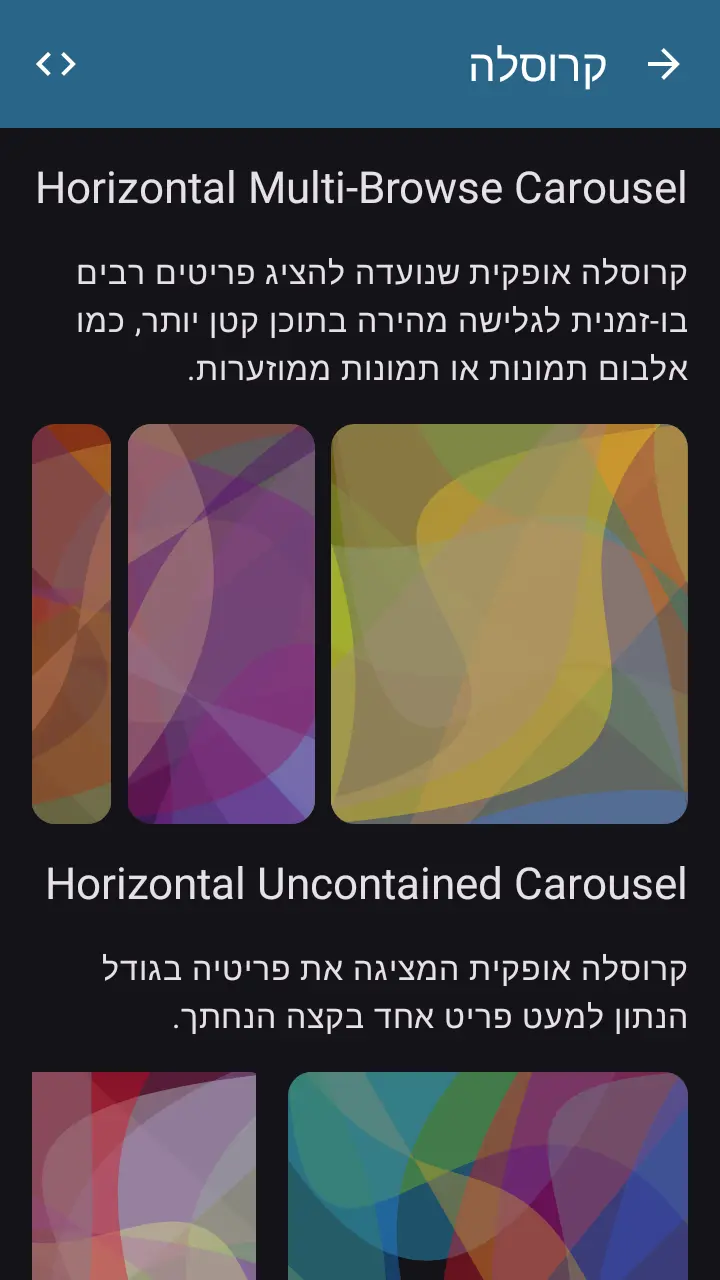 קרוסלה
Horizontal Multi-Browse Carousel
קרוסלה אופקית שנועדה להציג פריטים רבים
בו-זמנית לגלישה מהירה בתוכן קטן יותר, כמו
אלבום תמונות או תמונות ממוזערות.
Horizontal Uncontained Carousel
קרוסלה אופקית המציגה את פריטיה בגודל
הנתון למעט פריט אחד בקצה הנחתך.